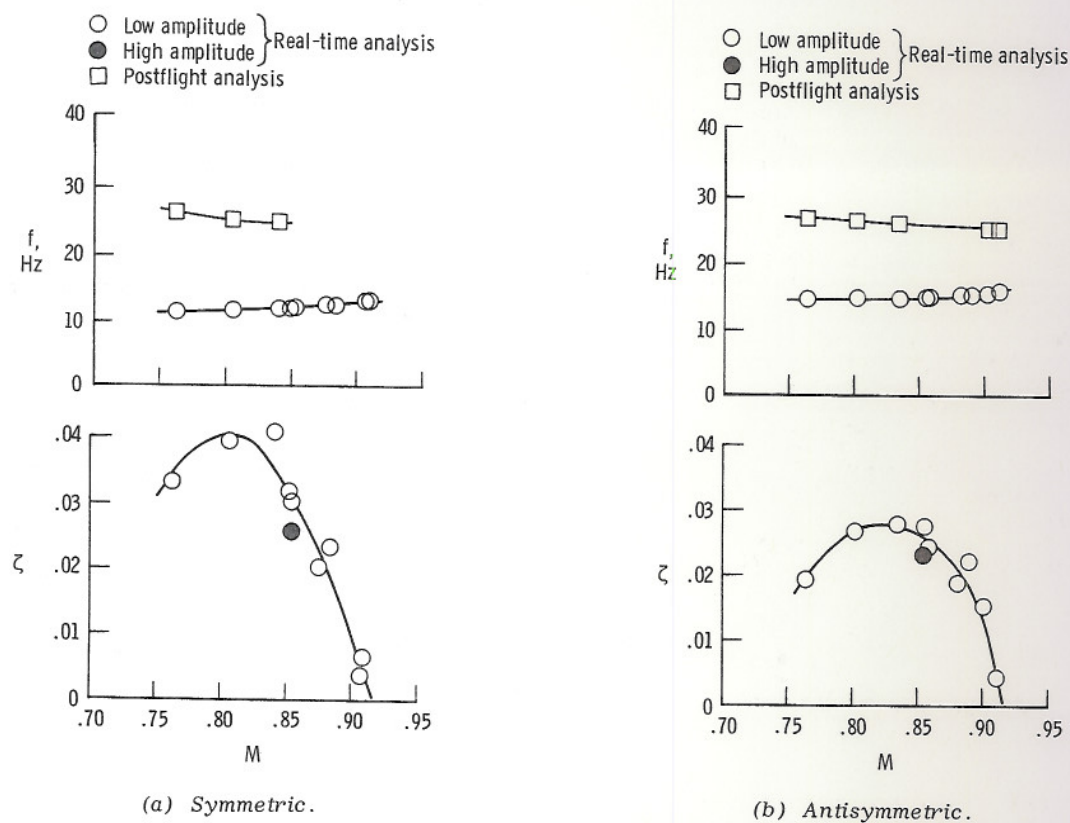 Low amplitude
High amplitude
Real-time analysis
Postflight analysis
40
30
f,
Hz
20
10
0
.04
.03
ζ
.02
.01
0
.70 .75 .80 .85 .90 .95
M
(a) Symmetric.
Low amplitude
High amplitude
Real-time analysis
Postflight analysis
40
30
f,
Hz
20
10
0
.04
.03
ζ
.02
.01
0
.70 .75 .80 .85 .90 .95
M
(b) Antisymmetric.